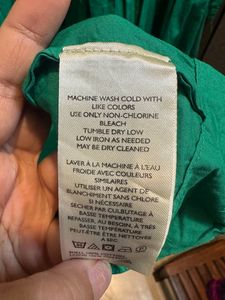 MACHINE WASH COLD WITH
LIKE COLORS
USE ONLY NON-CHLORINE
BLEACH
TUMBLE DRY LOW
LOW IRON AS NEEDED
MAY BE DRY CLEANED
LAVER À LA MACHINE À L'EAU
FROIDE AVEC COULEURS
SIMILAIRES
UTILISER UN AGENT DE
BLANCHIMENT SANS CHLORE
SI NÉCESSAIRE
SÉCHER PAR CULBUTAGE À
BASSE TEMPÉRATURE
REPASSAR, AU BESOIN, À TRÈS
BASSE TEMPÉRATURE
PEUT-ÊTRE ÊTRE NETTOYÉ
A SEC